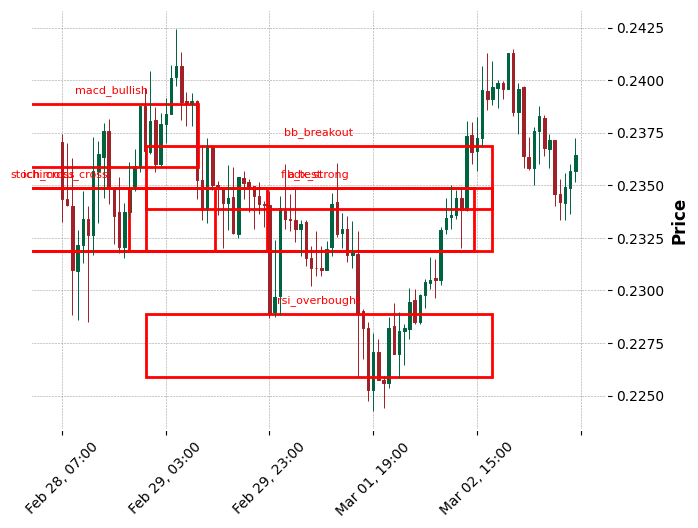 0.2425
macd_bullish
0.2400
bb_breakout
0.2375
0.2350
0.2325
Price
rsi_overbought
0.2300
0.2275
0.2250
Feb 28, 07:00
Feb 29, 03:00
Feb 29, 23:00
Mar 01, 19:00
Mar 02, 15:00